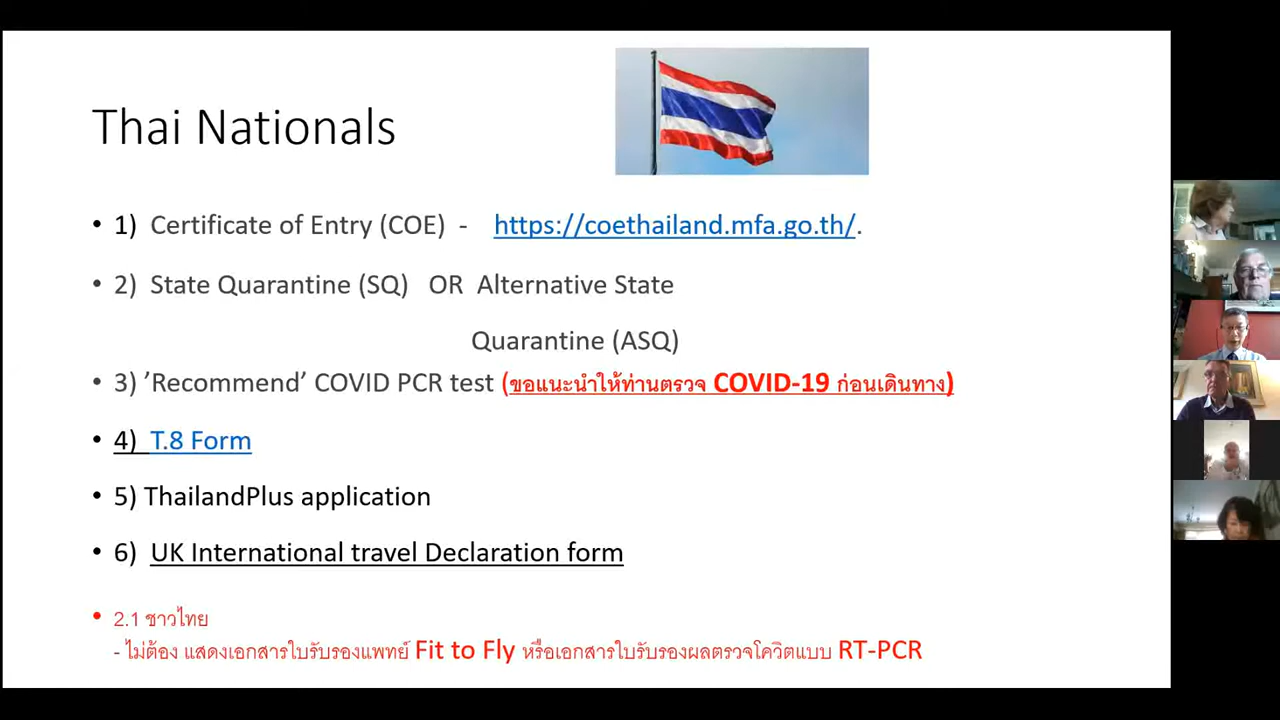 Thai Nationals
• 1) Certificate of Entry (COE) - https://coethailand.mfa.go.th/.
• 2) State Quarantine (SQ) OR Alternative State
Quarantine (ASQ)
• 3) ’Recommend’ COVID PCR test (ขอแนะนำให้ท่านตรวจ COVID-19 ก่อนเดินทาง)
• 4) T.8 Form
• 5) ThailandPlus application
• 6) UK International travel Declaration form
• 2.1 ชาวไทย
- ไม่ต้อง แสดงเอกสารใบรับรองแพทย์ Fit to Fly หรือเอกสารใบรับรองผลตรวจโควิตแบบ RT-PCR